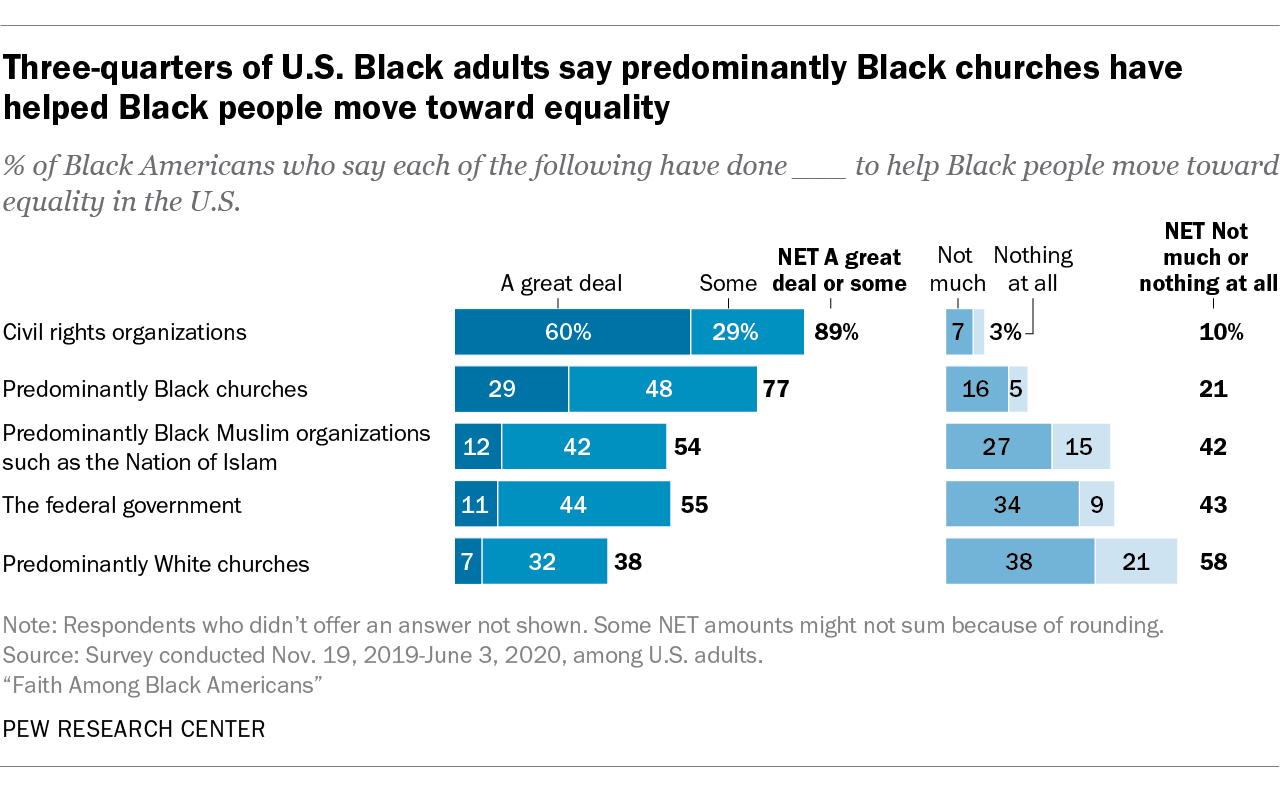 Three-quarters of U.S. Black adults say predominantly Black churches have
helped Black people move toward equality
% of Black Americans who say each of the following have done ___ to help Black people move toward
equality in the U.S.
A great deal
Some
NET A great
deal or some
Not
much
Nothing
at all
NET Not
much or
nothing at all
Civil rights organizations 60% 29% 89% 7 3% 10%
Predominantly Black churches 29 48 77 16 5 21
Predominantly Black Muslim organizations
such as the Nation of Islam 12 42 54 27 15 42
The federal government 11 44 55 34 9 43
Predominantly White churches 7 32 38 38 21 58
Note: Respondents who didn’t offer an answer not shown. Some NET amounts might not sum because of rounding.
Source: Survey conducted Nov. 19, 2019-June 3, 2020, among U.S. adults.
“Faith Among Black Americans”
PEW RESEARCH CENTER